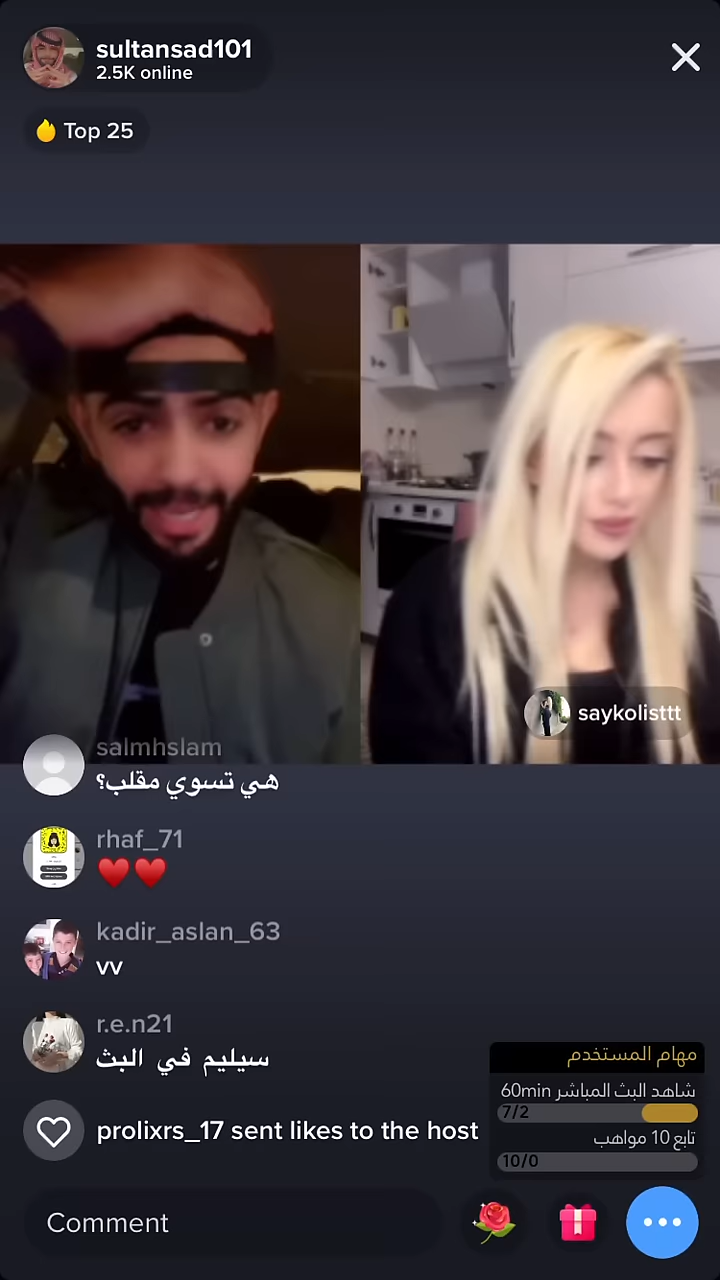 sultansad101
2.5K online
Top 25
saykolisttt
salmhslam
هي تسوي مقلب؟
rhaf_71
❤️❤️
kadir_aslan_63
vv
r.e.n21
سيليم في البث
prolixrs_17 sent likes to the host
مهام المستخدم
شاهد البث المباشر 60min
7/2
تابع 10 مواهب
10/0
Comment